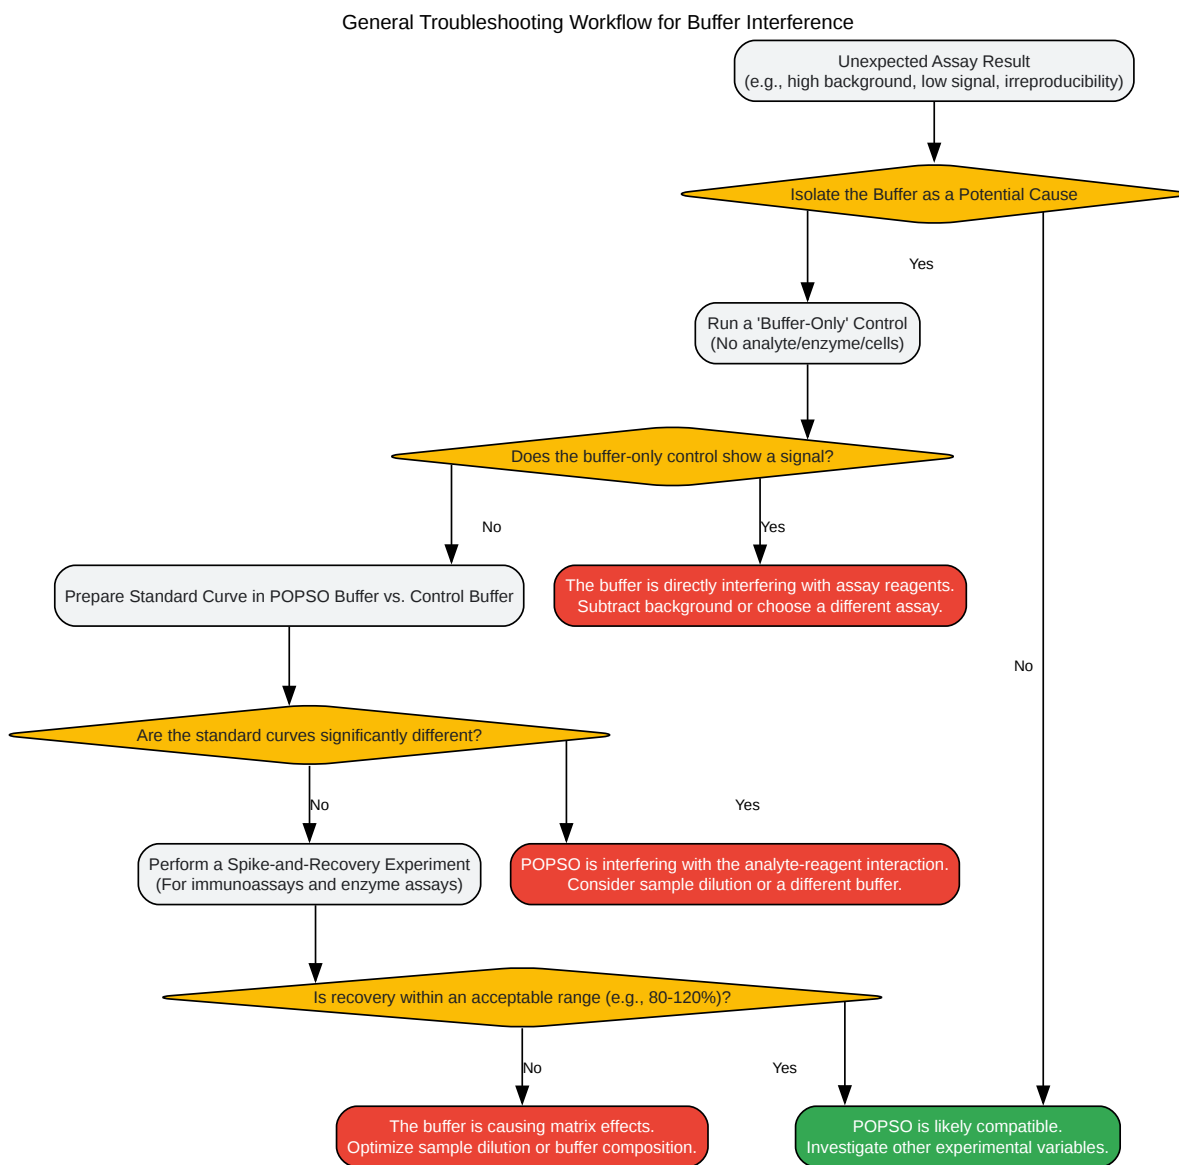 General Troubleshooting Workflow for Buffer Interference
Unexpected Assay Result
(e.g., high background, low signal, irreproducibility)
Isolate the Buffer as a Potential Cause
Yes
Run a 'Buffer-Only' Control
(No analyte/enzyme/cells)
Does the buffer-only control show a signal?
No
Yes
Prepare Standard Curve in POPSO Buffer vs. Control Buffer
The buffer is directly interfering with assay reagents.
Subtract background or choose a different assay.
No
Are the standard curves significantly different?
No
Yes
Perform a Spike-and-Recovery Experiment
(For immunoassays and enzyme assays)
POPSO is interfering with the analyte-reagent interaction.
Consider sample dilution or a different buffer.
Is recovery within an acceptable range (e.g., 80-120%)?
No
Yes
The buffer is causing matrix effects.
Optimize sample dilution or buffer composition.
POPSO is likely compatible.
Investigate other experimental variables.